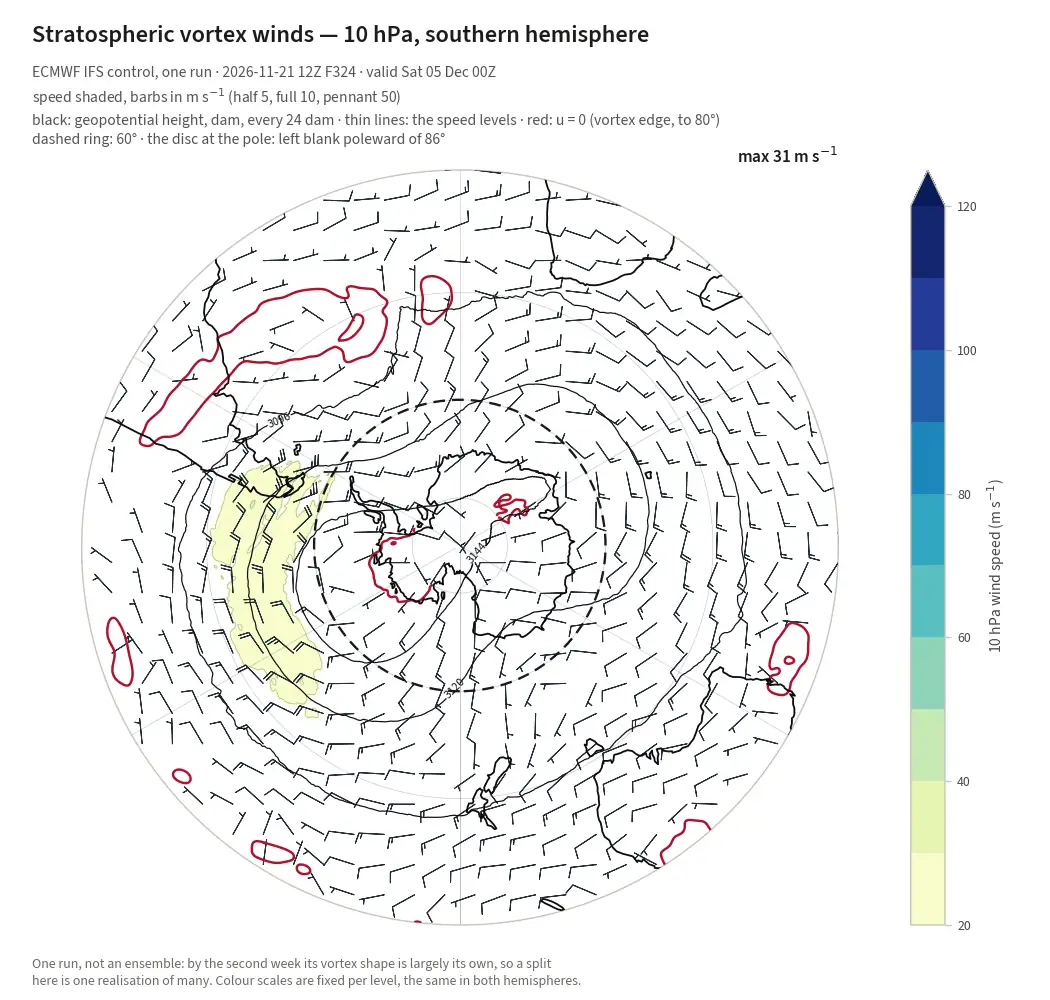 Stratospheric vortex winds — 10 hPa, southern hemisphere
ECMWF IFS control, one run · 2026-11-21 12Z F324 · valid Sat 05 Dec 00Z
speed shaded, barbs in m s⁻¹ (half 5, full 10, pennant 50)
black: geopotential height, dam, every 24 dam · thin lines: the speed levels · red: u = 0 (vortex edge, to 80°)
dashed ring: 60° · the disc at the pole: left blank poleward of 86°
max 31 m s⁻¹
120
100
80
60
40
20
10 hPa wind speed (m s⁻¹)
3096
3144
3120
One run, not an ensemble: by the second week its vortex shape is largely its own, so a split
here is one realisation of many. Colour scales are fixed per level, the same in both hemispheres.